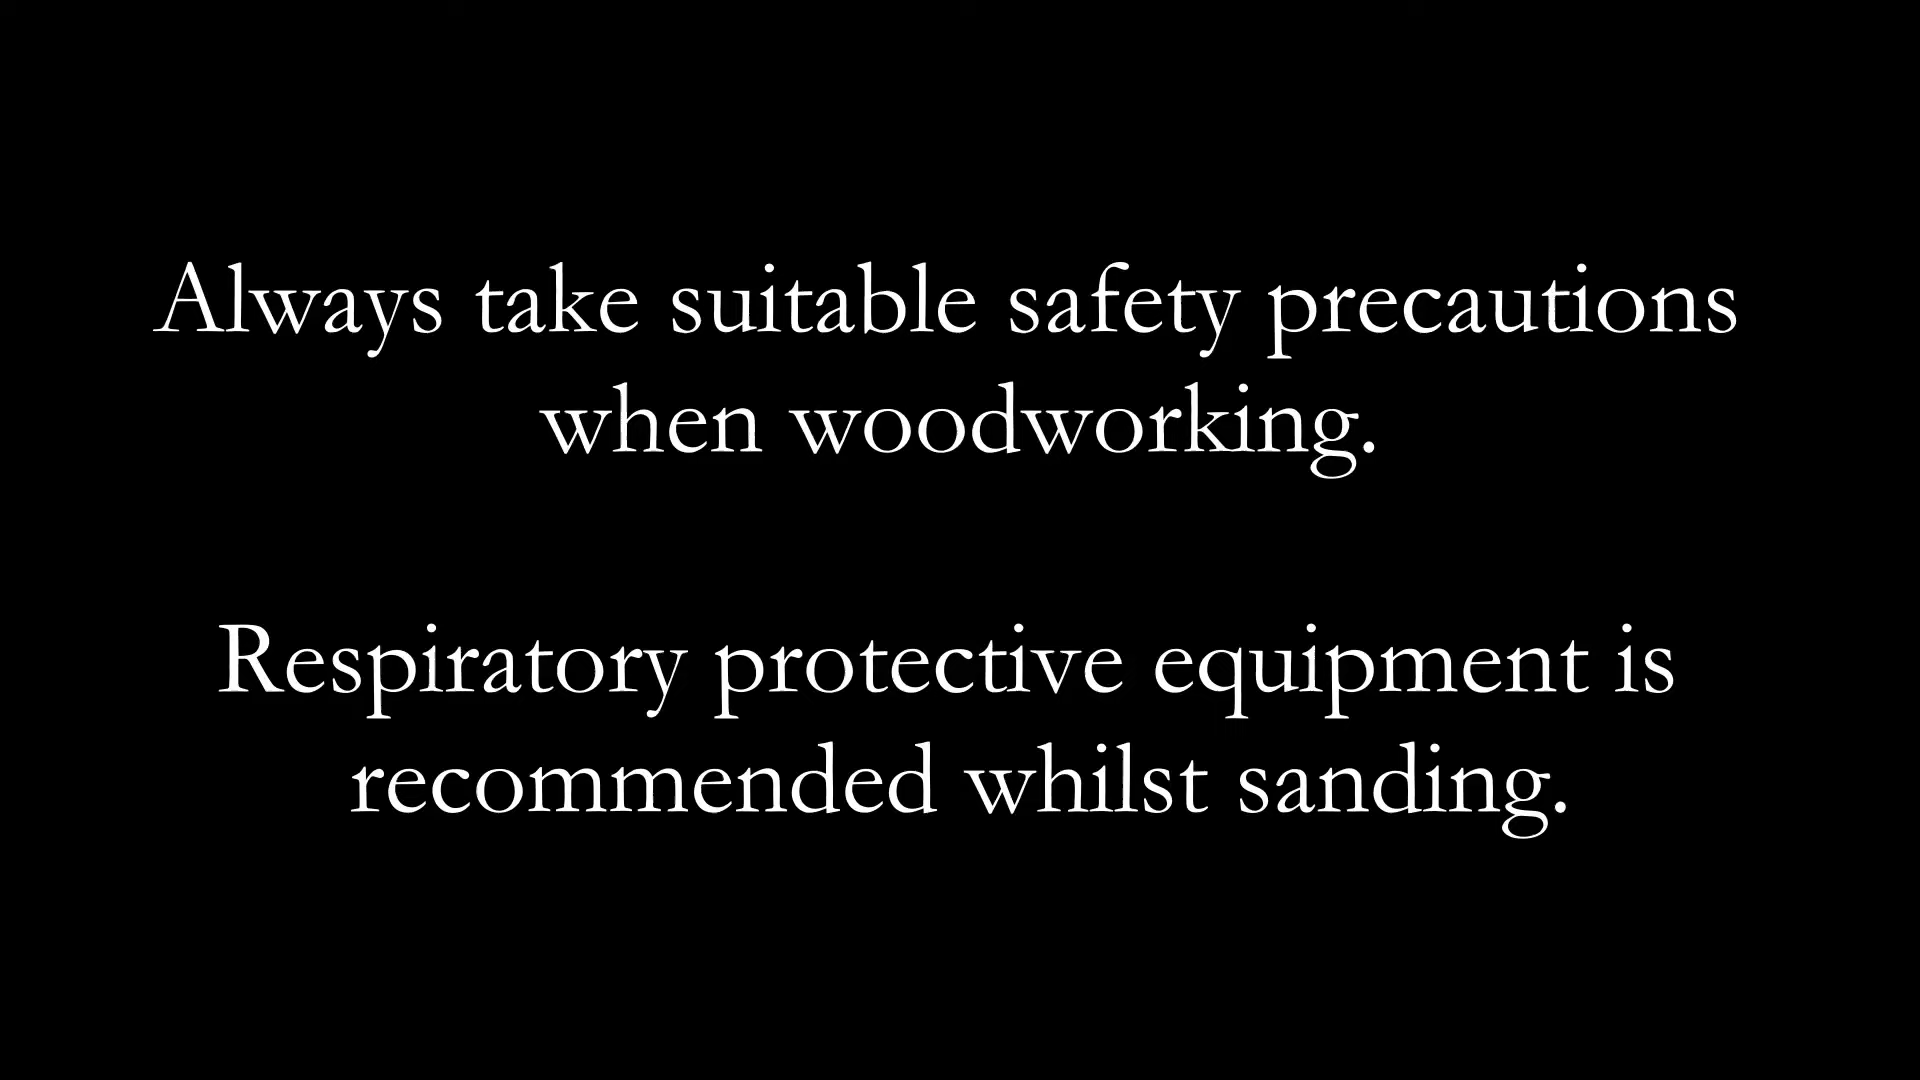 Always take suitable safety precautions
when woodworking.
Respiratory protective equipment is
recommended whilst sanding.